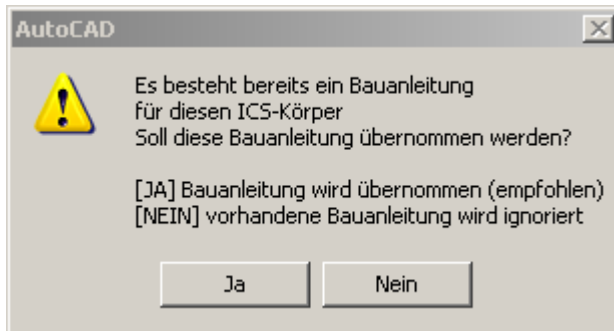 AutoCAD
Es besteht bereits ein Bauanleitung
für diesen ICS-Körper
Soll diese Bauanleitung übernommen werden?
[JA] Bauanleitung wird übernommen (empfohlen)
[NEIN] vorhandene Bauanleitung wird ignoriert
Ja Nein